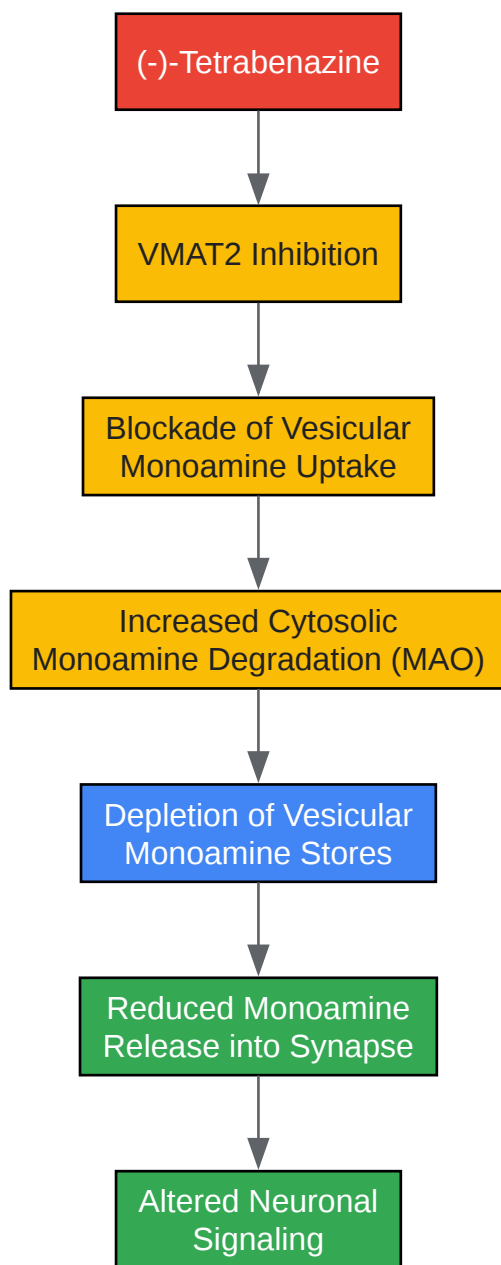 (-)-Tetrabenazine
VMAT2 Inhibition
Blockade of Vesicular
Monoamine Uptake
Increased Cytosolic
Monoamine Degradation (MAO)
Depletion of Vesicular
Monoamine Stores
Reduced Monoamine
Release into Synapse
Altered Neuronal
Signaling